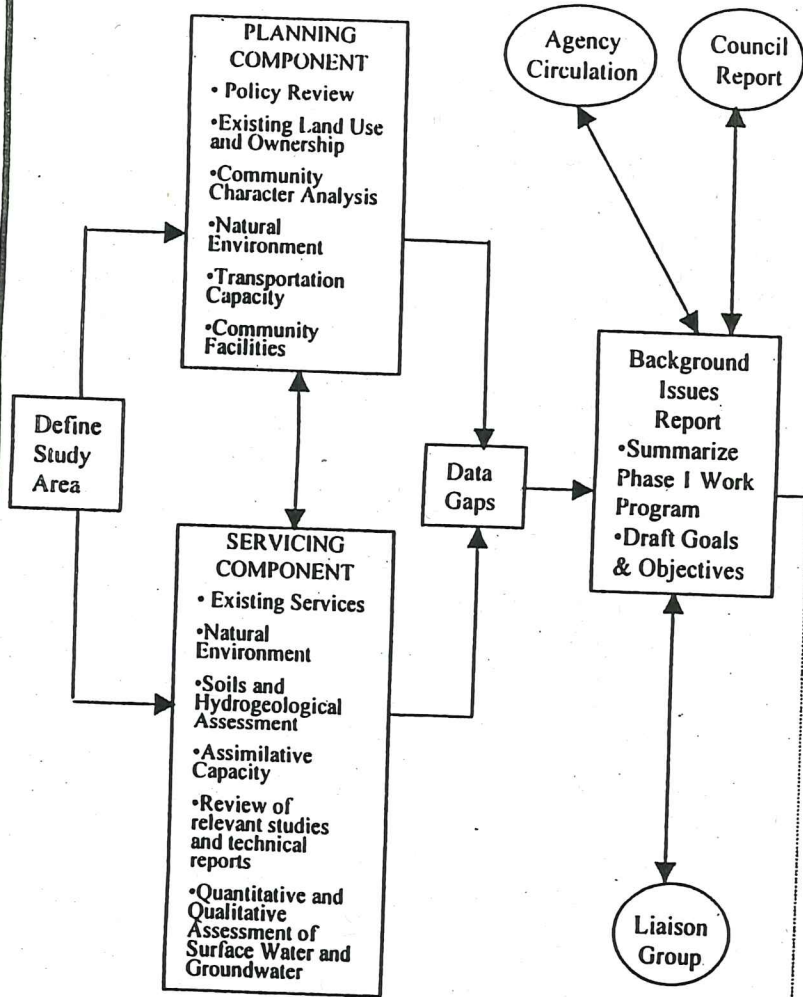 PLANNING
COMPONENT
• Policy Review
•Existing Land Use
and Ownership
•Community
Character Analysis
•Natural
Environment
•Transportation
Capacity
•Community
Facilities
Agency
Circulation
Council
Report
Define
Study
Area
Data
Gaps
Background
Issues
Report
•Summarize
Phase I Work
Program
•Draft Goals
& Objectives
SERVICING
COMPONENT
• Existing Services
•Natural
Environment
•Soils and
Hydrogeological
Assessment
•Assimilative
Capacity
•Review of
relevant studies
and technical
reports
•Quantitative and
Qualitative
Assessment of
Surface Water and
Groundwater
Liaison
Group